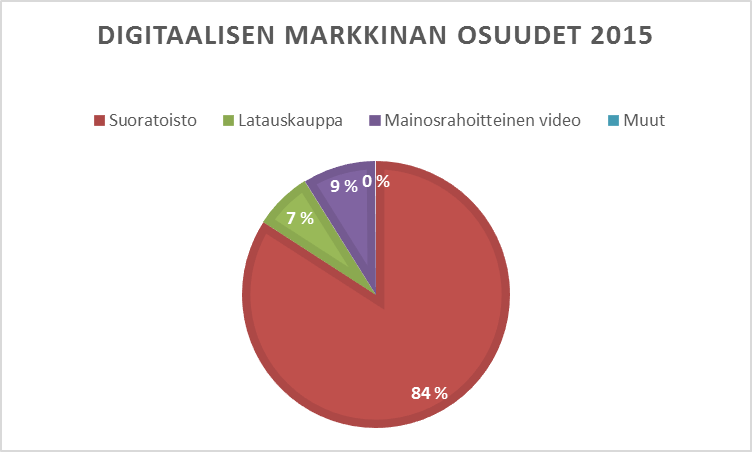 DIGITAALISEN MARKKINAN OSUUDET 2015
Suoratoisto Latauskauppa Mainosrahoitteinen video Muut
9 % 0 %
7 %
84 %